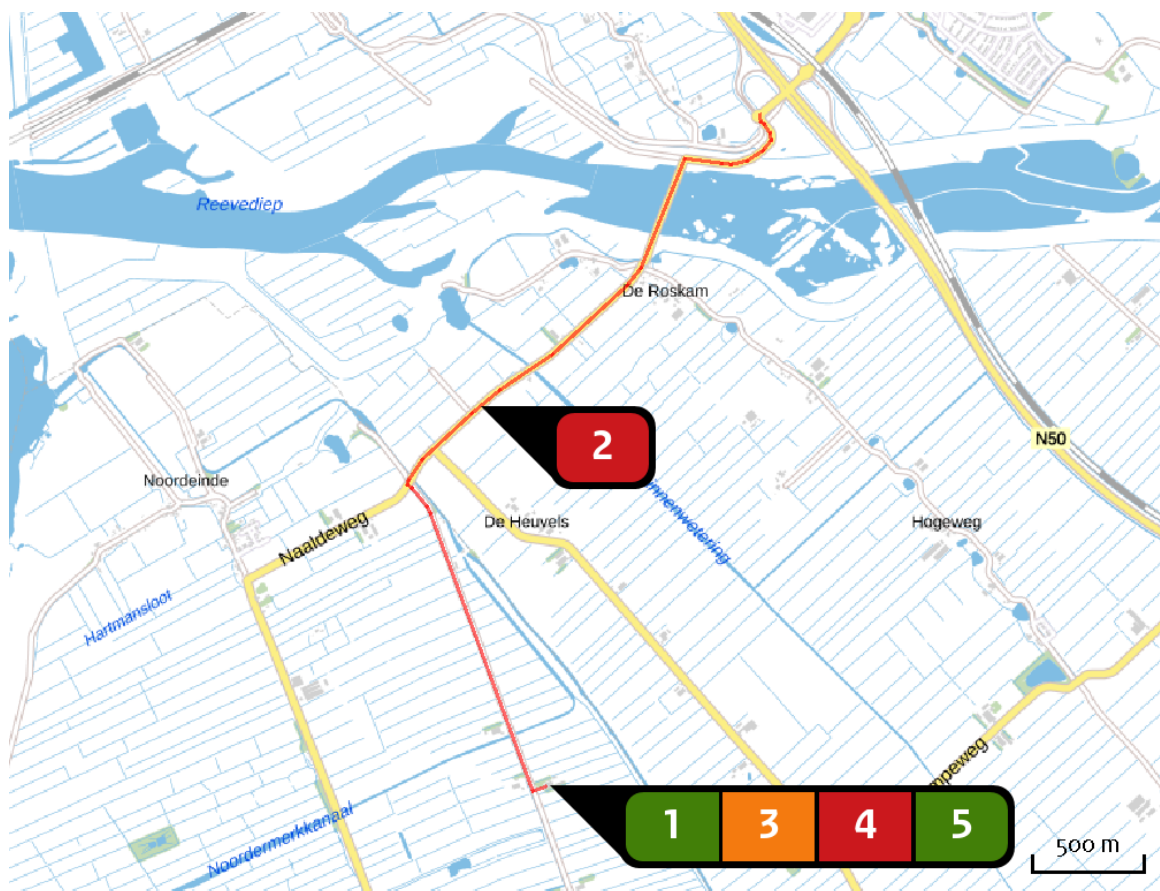 Reevediep
De Roskam
2
N50
Noordeinde
De Heuvels
Hogeweg
Naaldeweg
Hartmansloot
1 3 4 5
Noordermerkkanaal
500 m